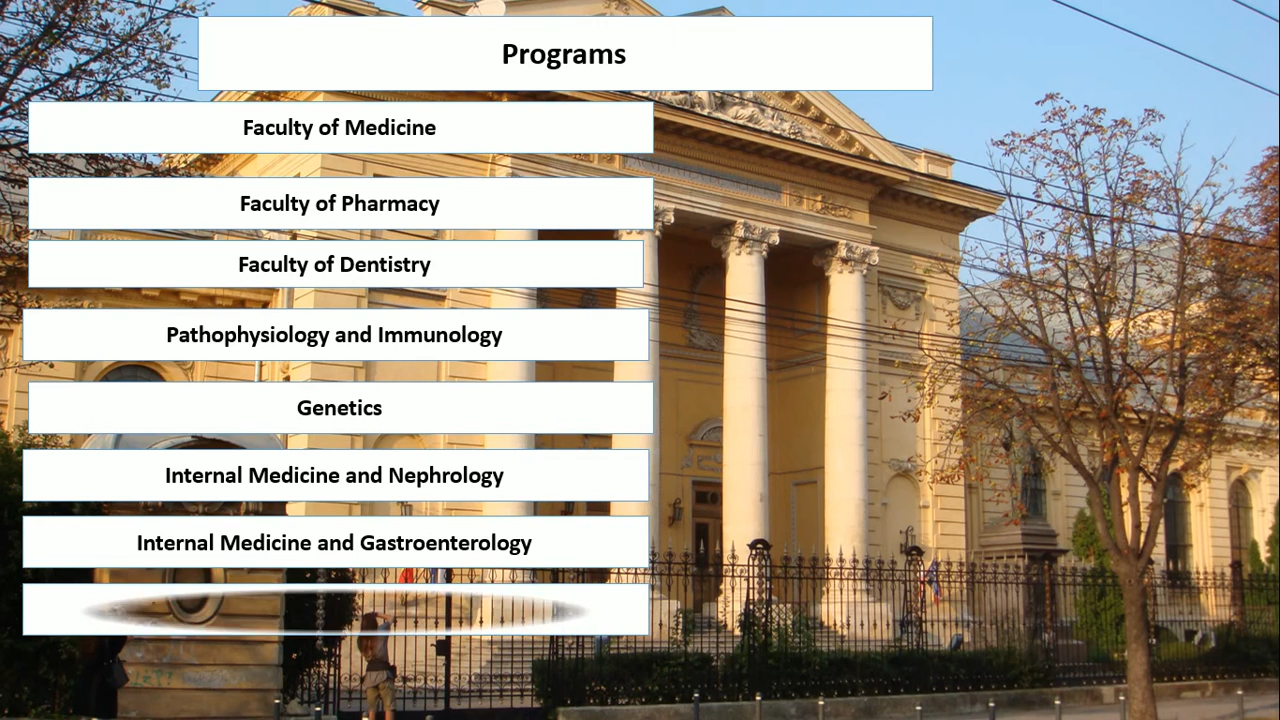 Programs
Faculty of Medicine
Faculty of Pharmacy
Faculty of Dentistry
Pathophysiology and Immunology
Genetics
Internal Medicine and Nephrology
Internal Medicine and Gastroenterology